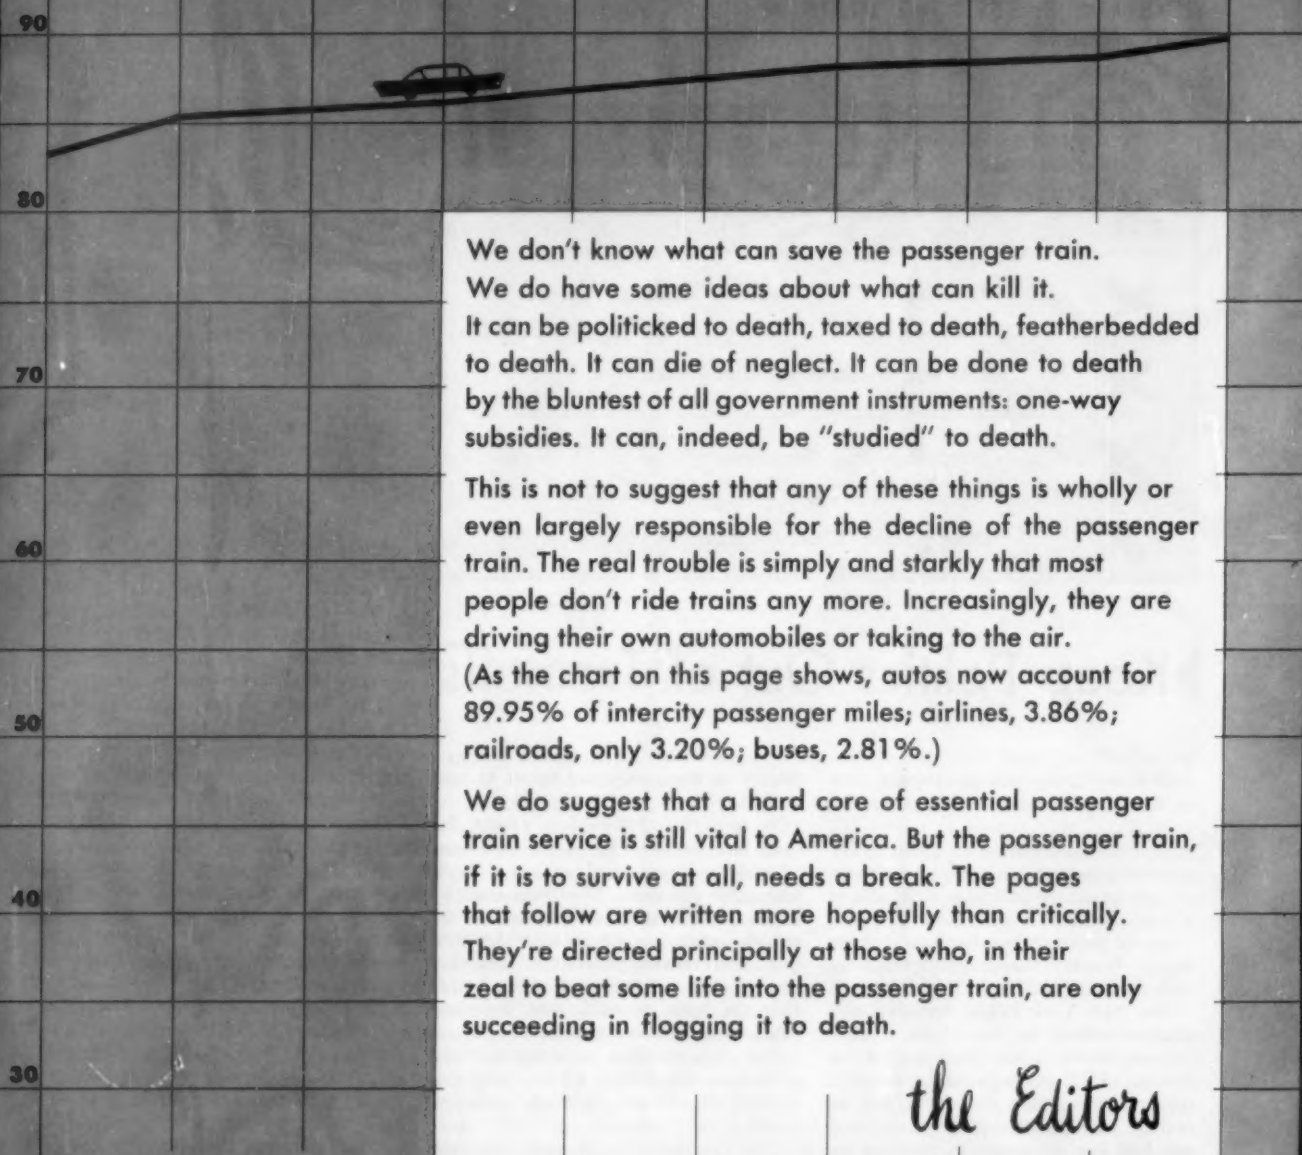 90
80
We don't know what can save the passenger train.
We do have some ideas about what can kill it.
It can be politicked to death, taxed to death, featherbedded
to death. It can die of neglect. It can be done to death
by the bluntest of all government instruments: one-way
subsidies. It can, indeed, be "studied" to death.
70
This is not to suggest that any of these things is wholly or
even largely responsible for the decline of the passenger
train. The real trouble is simply and starkly that most
people don't ride trains any more. Increasingly, they are
driving their own automobiles or taking to the air.
(As the chart on this page shows, autos now account for
89.95% of intercity passenger miles; airlines, 3.86%;
railroads, only 3.20%; buses, 2.81%.)
60
50
We do suggest that a hard core of essential passenger
train service is still vital to America. But the passenger train,
if it is to survive at all, needs a break. The pages
that follow are written more hopefully than critically.
They're directed principally at those who, in their
zeal to beat some life into the passenger train, are only
succeeding in flogging it to death.
40
30
the Editors